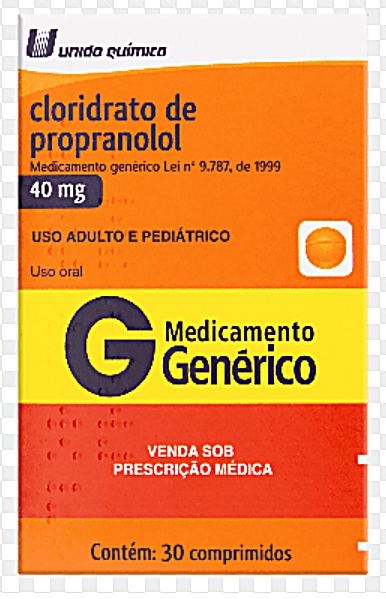 UNIÃO QUÍMICA
cloridrato de
propranolol
Medicamento genérico Lei n° 9.787, de 1999
40 mg
USO ADULTO E PEDIÁTRICO
Uso oral
G Medicamento
Genérico
VENDA SOB
PRESCRIÇÃO MÉDICA
Contém: 30 comprimidos